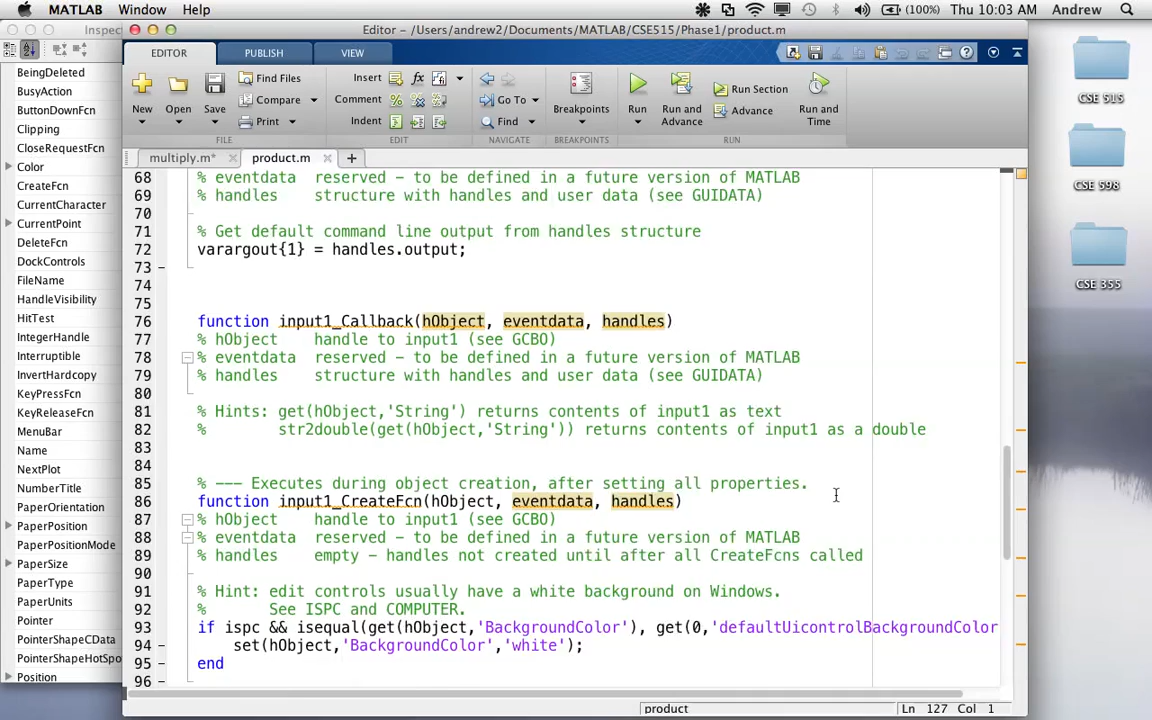 MATLAB Window Help
(100%) Thu 10:03 AM Andrew
Inspec
Editor - /Users/andrew2/Documents/MATLAB/CSE515/Phase1/product.m
EDITOR PUBLISH VIEW
New Open Save
Find Files
Compare
Print
FILE
Insert fx
Comment
Indent
EDIT
Go To
Find
NAVIGATE
Breakpoints
BREAKPOINTS
Run
Run and Advance
Run Section
Advance
Run and Time
RUN
multiply.m* product.m
BeingDeleted
BusyAction
ButtonDownFcn
Clipping
CloseRequestFcn
Color
CreateFcn
CurrentCharacter
CurrentPoint
DeleteFcn
DockControls
FileName
HandleVisibility
HitTest
IntegerHandle
Interruptible
InvertHardcopy
KeyPressFcn
KeyReleaseFcn
MenuBar
Name
NextPlot
NumberTitle
PaperOrientation
PaperPosition
PaperPositionMode
PaperSize
PaperType
PaperUnits
Pointer
PointerShapeCData
PointerShapeHotSpot
Position
68 % eventdata  reserved - to be defined in a future version of MATLAB
69 % handles    structure with handles and user data (see GUIDATA)
70
71 % Get default command line output from handles structure
72 varargout{1} = handles.output;
73
74
75
76 function input1_Callback(hObject, eventdata, handles)
77 % hObject    handle to input1 (see GCBO)
78 % eventdata  reserved - to be defined in a future version of MATLAB
79 % handles    structure with handles and user data (see GUIDATA)
80
81 % Hints: get(hObject,'String') returns contents of input1 as text
82 %        str2double(get(hObject,'String')) returns contents of input1 as a double
83
84
85 % --- Executes during object creation, after setting all properties.
86 function input1_CreateFcn(hObject, eventdata, handles)
87 % hObject    handle to input1 (see GCBO)
88 % eventdata  reserved - to be defined in a future version of MATLAB
89 % handles    empty - handles not created until after all CreateFcns called
90
91 % Hint: edit controls usually have a white background on Windows.
92 %       See ISPC and COMPUTER.
93 if ispc && isequal(get(hObject,'BackgroundColor'), get(0,'defaultUicontrolBackgroundColor
94     set(hObject,'BackgroundColor','white');
95 end
96
product Ln 127 Col 1
CSE 515
CSE 598
CSE 355